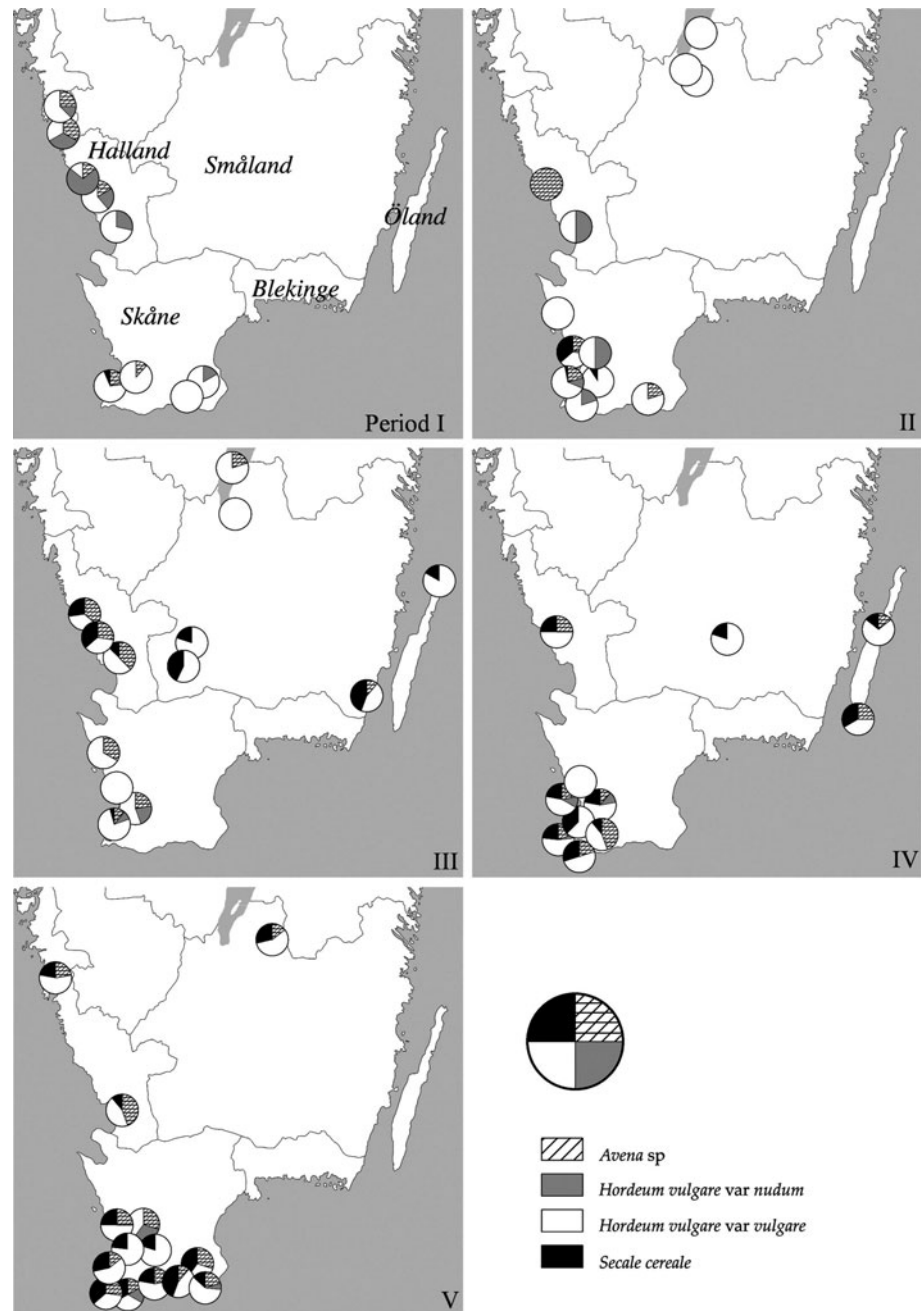 Halland
Småland
Öland
Blekinge
Skåne
Period I
II
III
IV
V
Avena sp
Hordeum vulgare var nudum
Hordeum vulgare var vulgare
Secale cereale